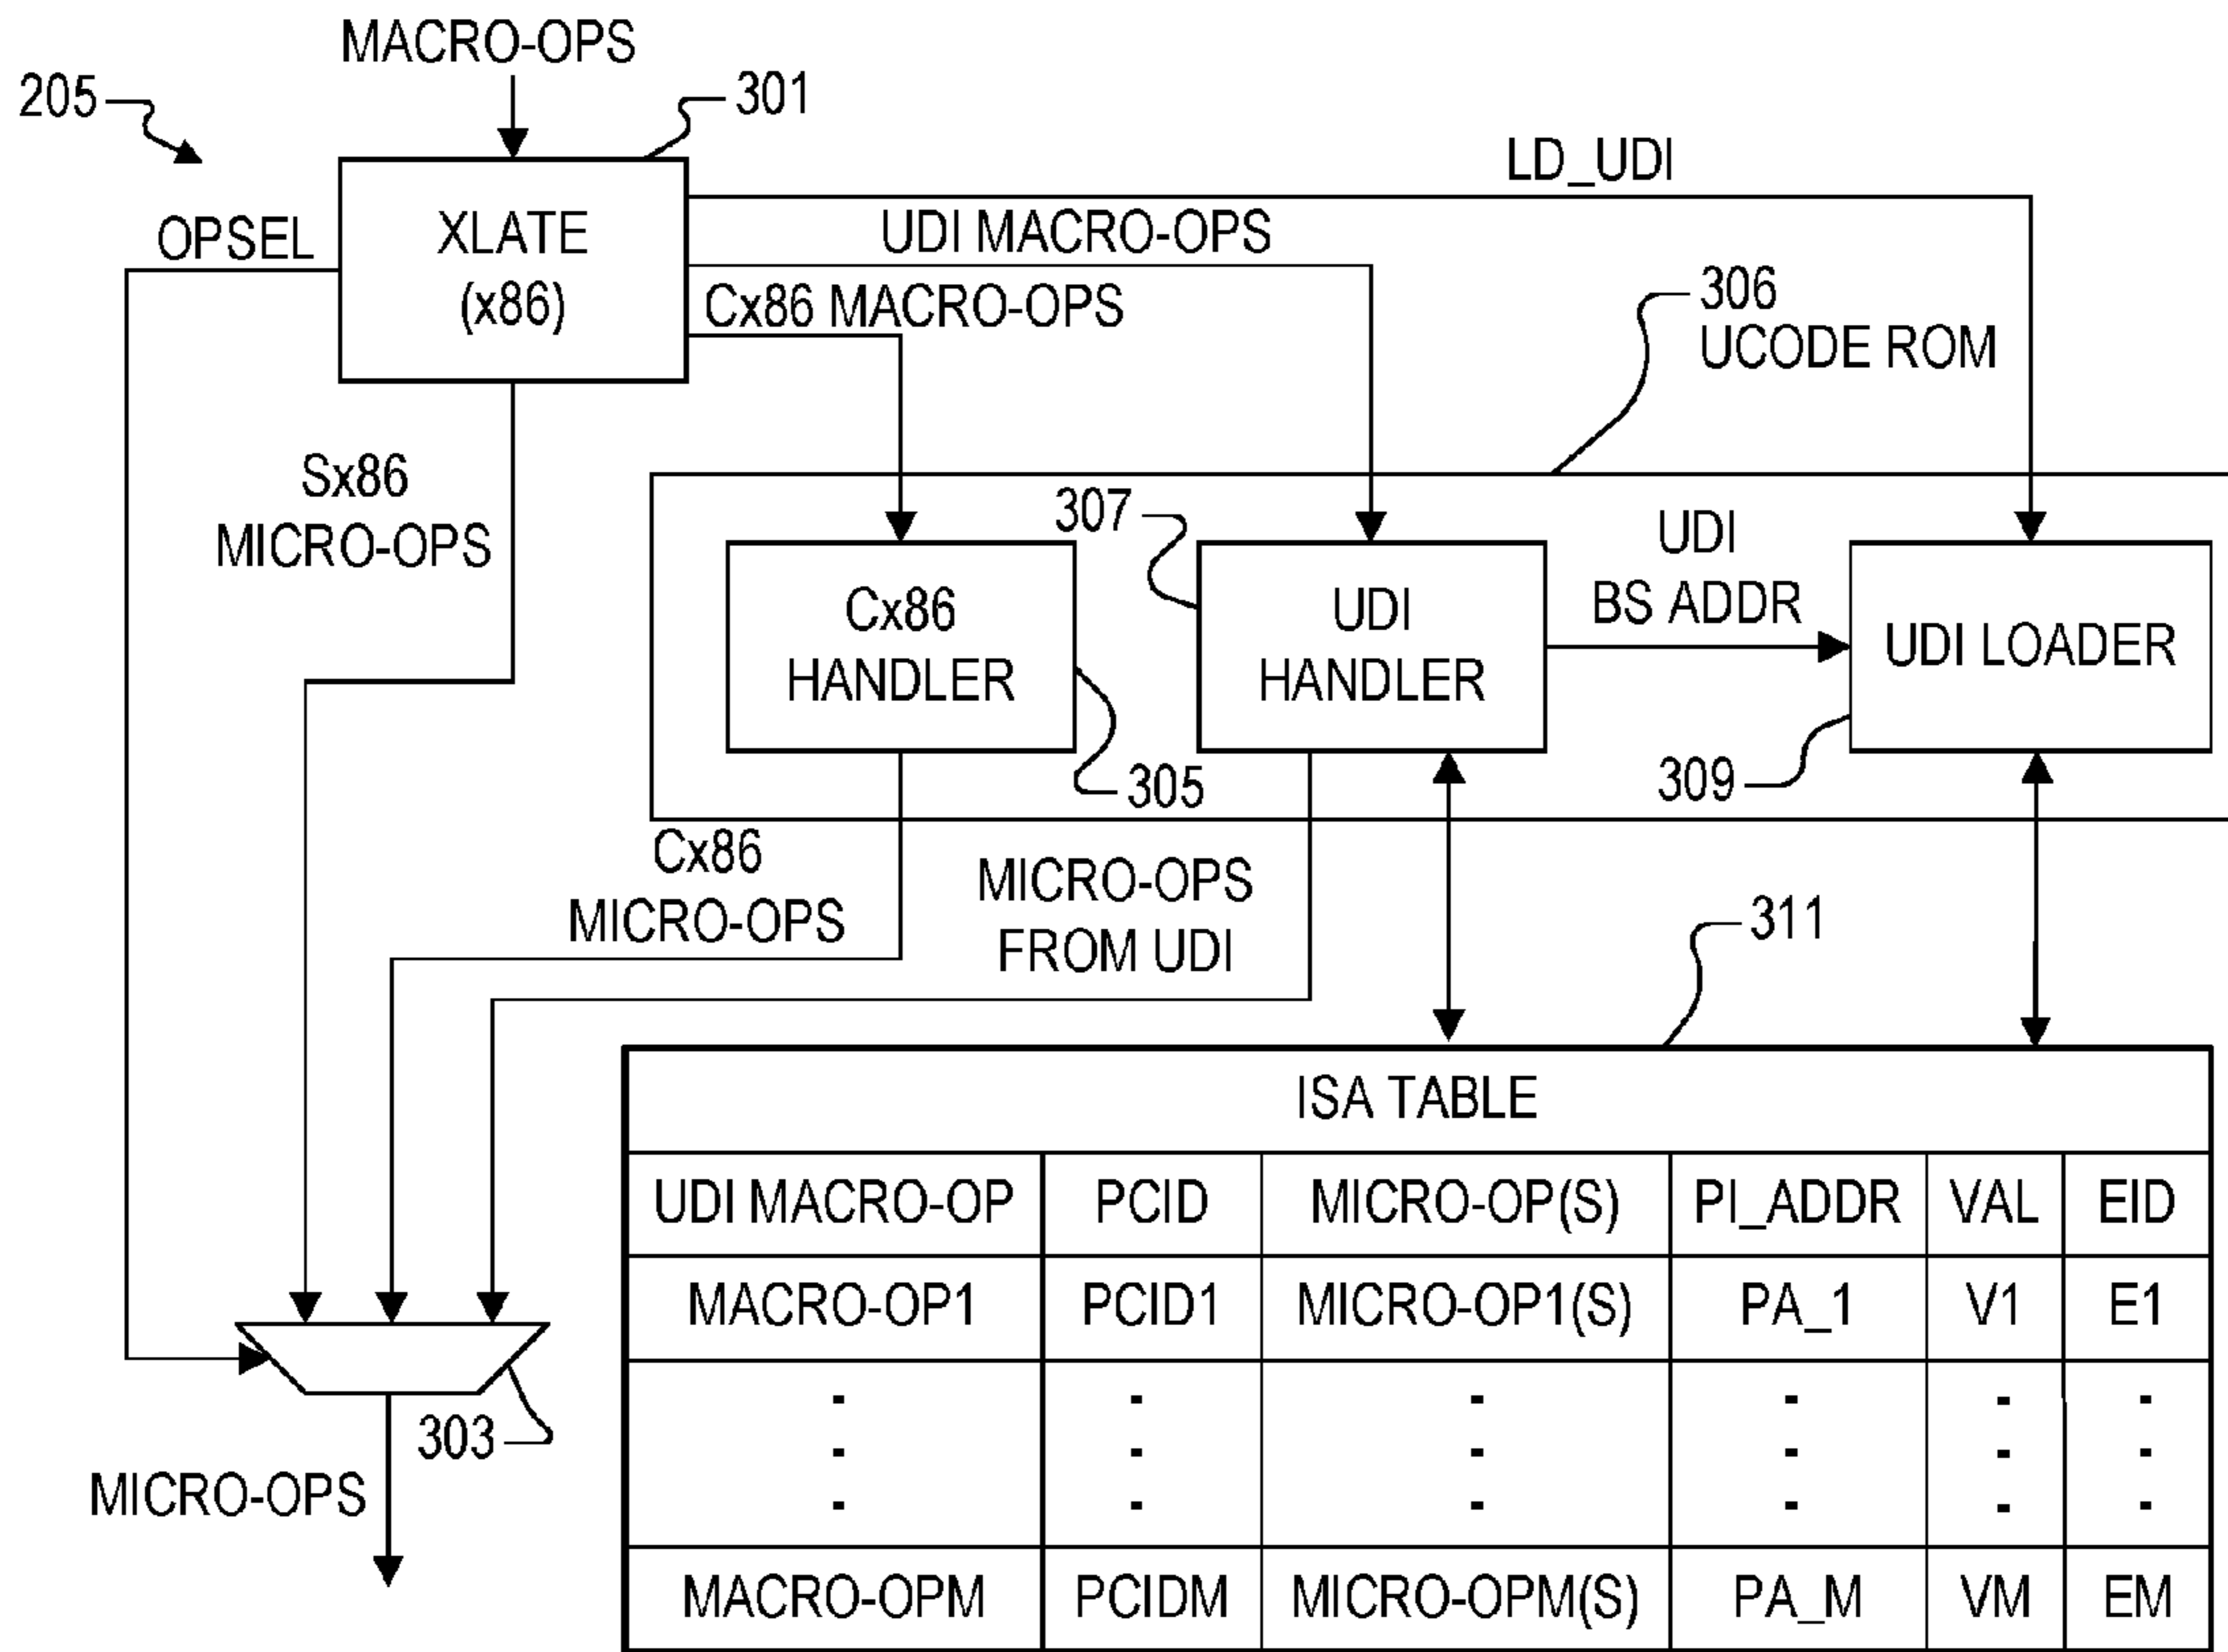 MACRO-OPS
205
301
LD_UDI
OPSEL
XLATE
(x86)
UDI MACRO-OPS
Cx86 MACRO-OPS
306
UCODE ROM
Sx86
MICRO-OPS
307
Cx86
HANDLER
UDI
HANDLER
UDI
BS ADDR
UDI LOADER
305
309
Cx86
MICRO-OPS
MICRO-OPS
FROM UDI
311
ISA TABLE
UDI MACRO-OP PCID MICRO-OP(S) PI_ADDR VAL EID
MACRO-OP1 PCID1 MICRO-OP1(S) PA_1 V1 E1
MACRO-OPM PCIDM MICRO-OPM(S) PA_M VM EM
303
MICRO-OPS